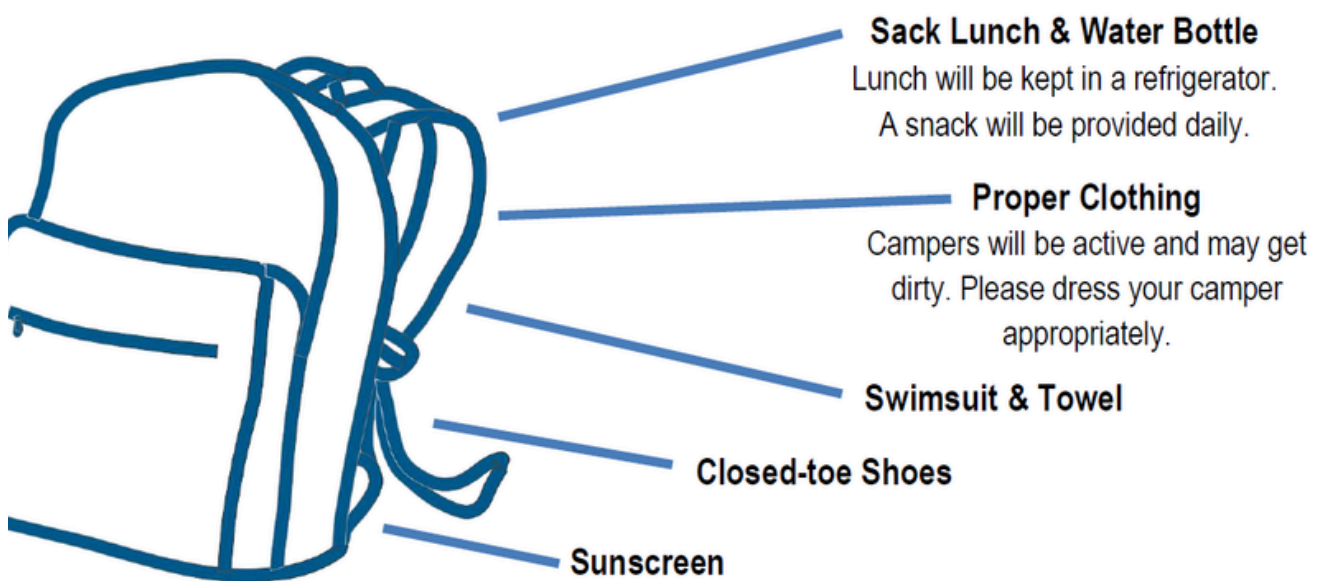 Sack Lunch & Water Bottle
Lunch will be kept in a refrigerator.
A snack will be provided daily.
Proper Clothing
Campers will be active and may get
dirty. Please dress your camper
appropriately.
Swimsuit & Towel
Closed-toe Shoes
Sunscreen